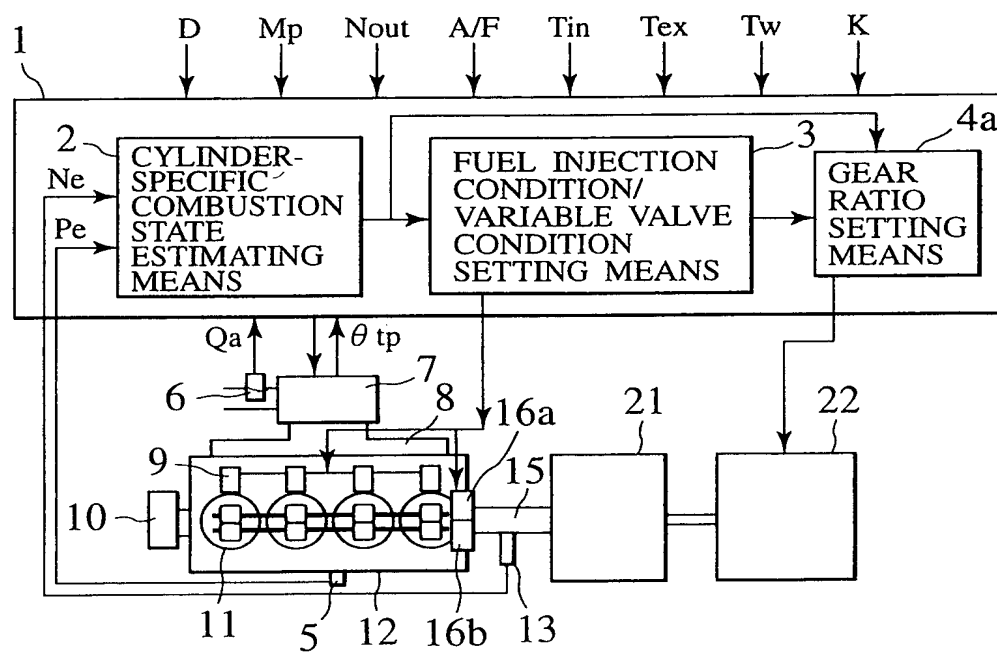 D Mp Nout A/F Tin Tex Tw K
1
2
3
4a
Ne
Pe
CYLINDER-
SPECIFIC
COMBUSTION
STATE
ESTIMATING
MEANS
FUEL INJECTION
CONDITION/
VARIABLE VALVE
CONDITION
SETTING MEANS
GEAR
RATIO
SETTING
MEANS
Qa
θ tp
6
7
8
16a
21
22
9
15
10
11
5
12
16b
13